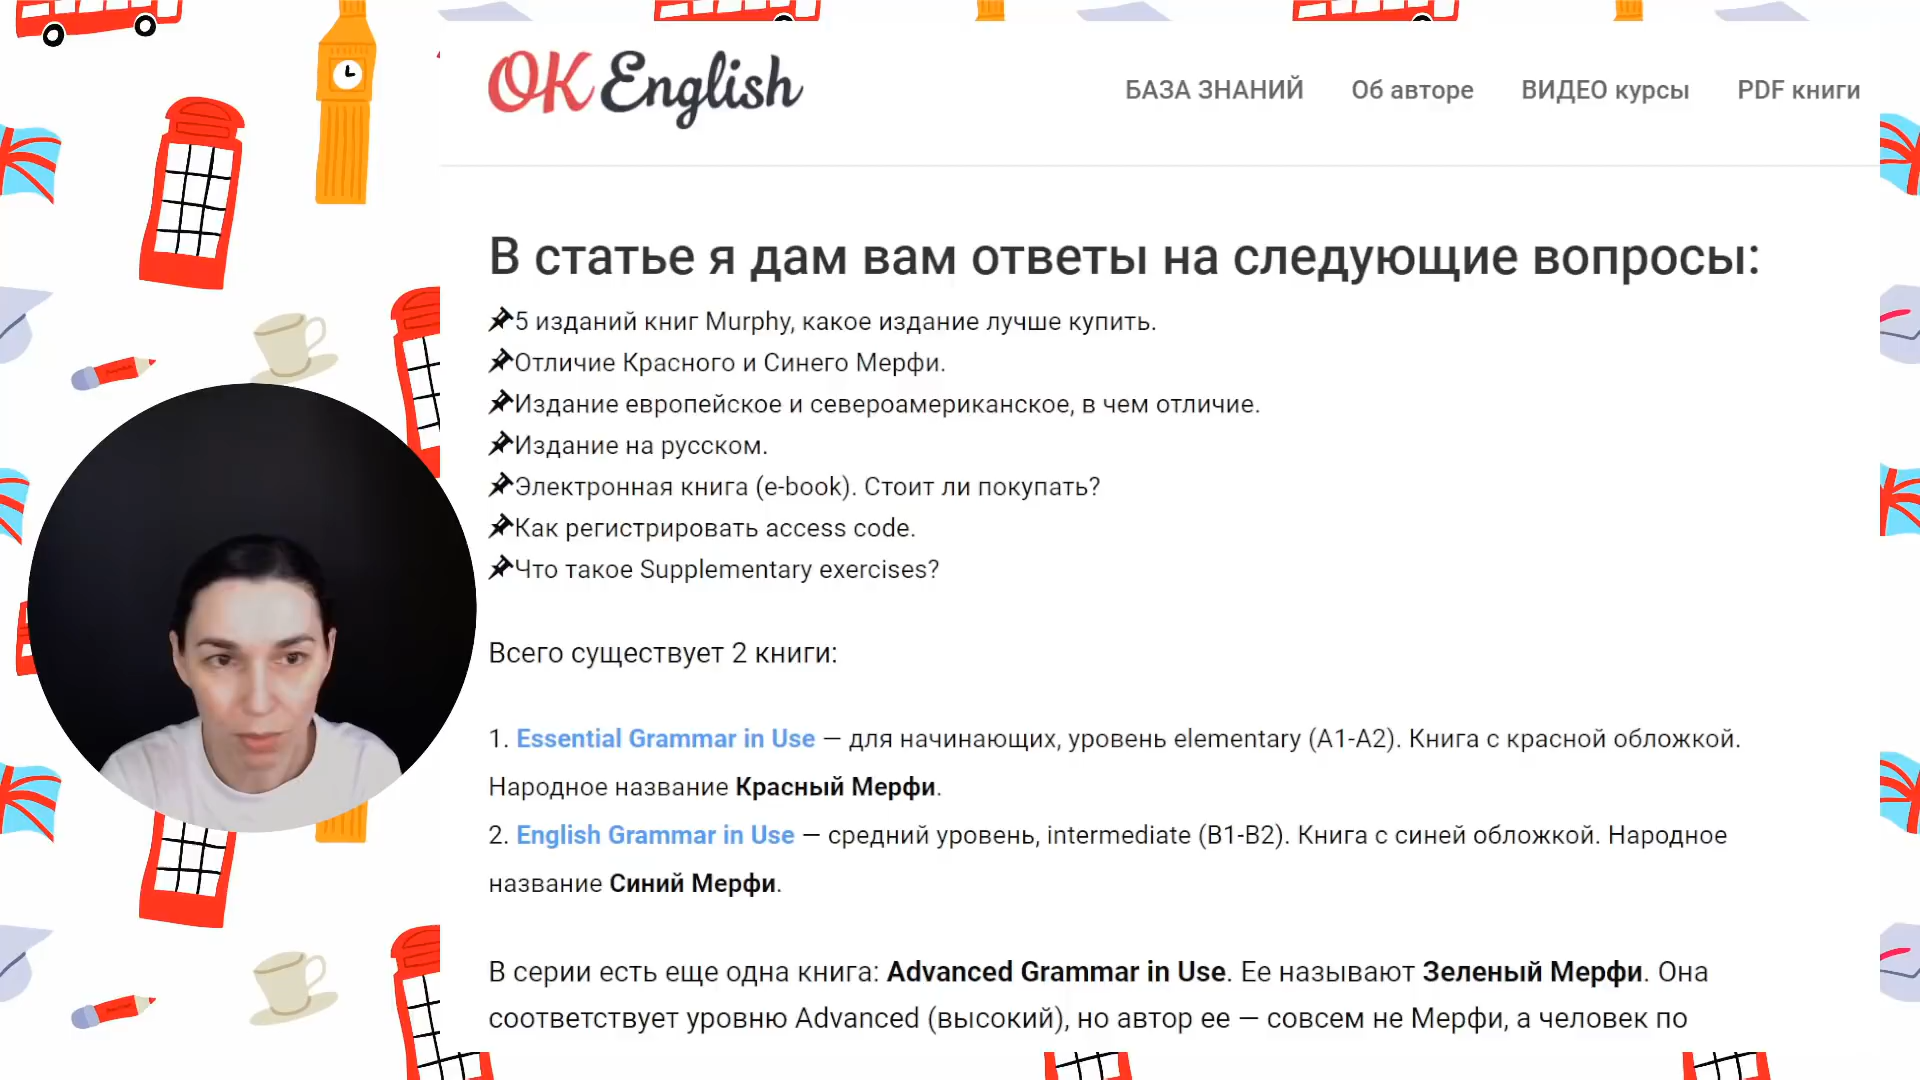 OK English
БАЗА ЗНАНИЙ Об авторе ВИДЕО курсы PDF книги
В статье я дам вам ответы на следующие вопросы:
5 изданий книг Murphy, какое издание лучше купить.
Отличие Красного и Синего Мерфи.
Издание европейское и североамериканское, в чем отличие.
Издание на русском.
Электронная книга (e-book). Стоит ли покупать?
Как регистрировать access code.
Что такое Supplementary exercises?
Всего существует 2 книги:
1. Essential Grammar in Use — для начинающих, уровень elementary (A1-A2). Книга с красной обложкой.
Народное название Красный Мерфи.
2. English Grammar in Use — средний уровень, intermediate (B1-B2). Книга с синей обложкой. Народное
название Синий Мерфи.
В серии есть еще одна книга: Advanced Grammar in Use. Ее называют Зеленый Мерфи. Она
соответствует уровню Advanced (высокий), но автор ее — совсем не Мерфи, а человек по